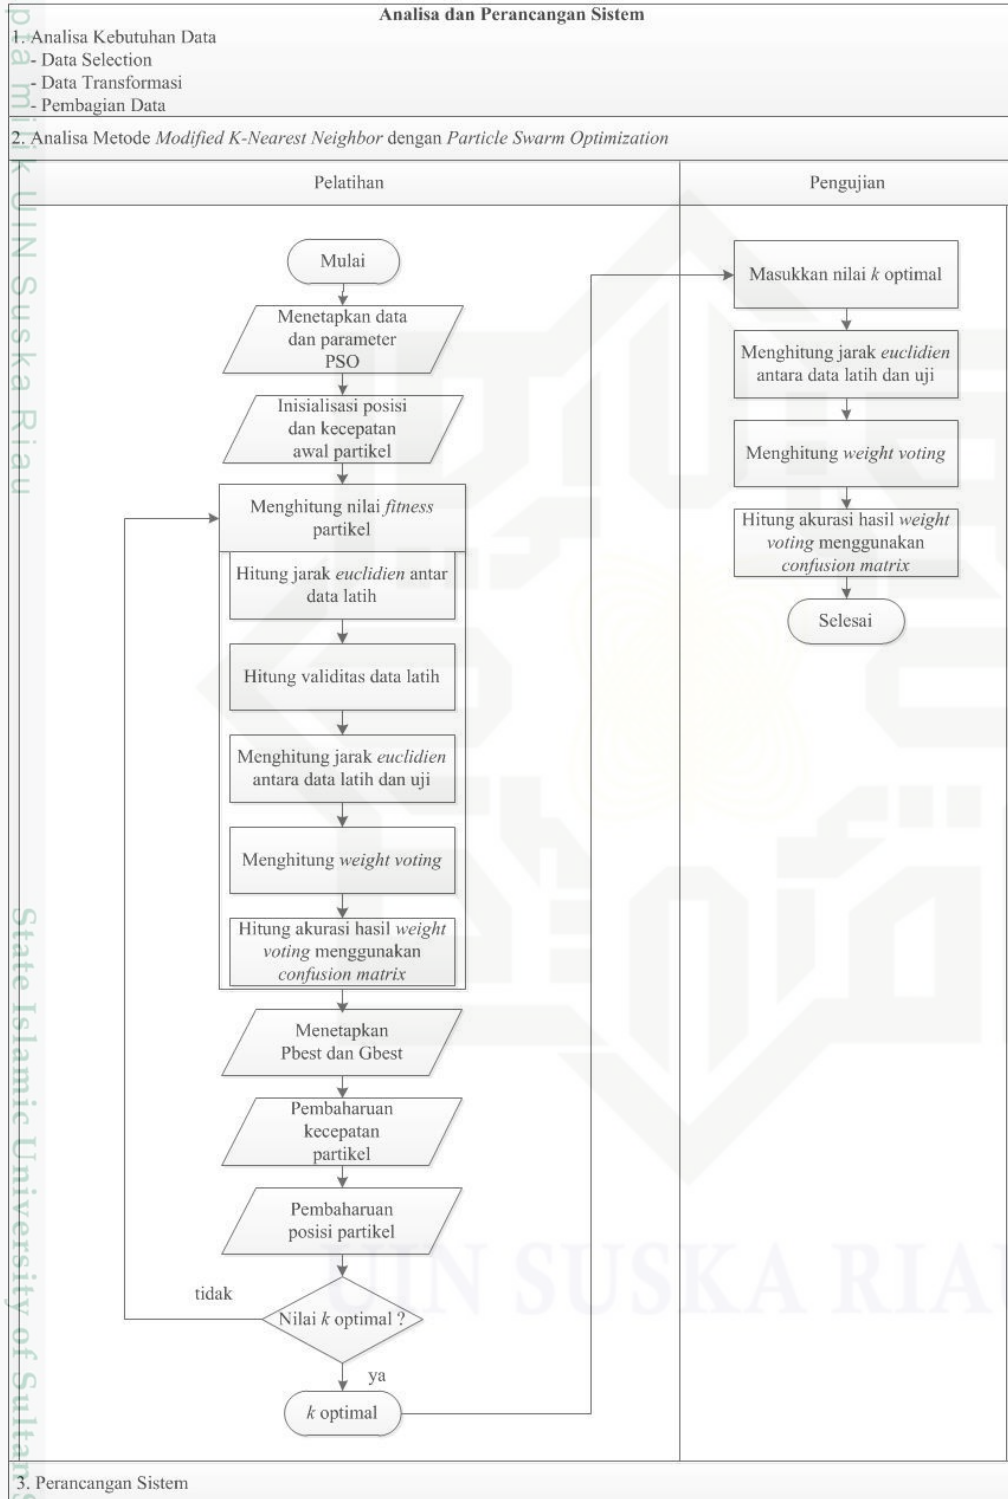 Analisa dan Perancangan Sistem
1. Analisa Kebutuhan Data
- Data Selection
- Data Transformasi
- Pembagian Data
2. Analisa Metode Modified K-Nearest Neighbor dengan Particle Swarm Optimization
Pelatihan
Mulai
Menetapkan data
dan parameter
PSO
Inisialisasi posisi
dan kecepatan
awal partikel
Menghitung nilai fitness
partikel
Hitung jarak euclidien antar
data latih
Hitung validitas data latih
Menghitung jarak euclidien
antara data latih dan uji
Menghitung weight voting
Hitung akurasi hasil weight
voting menggunakan
confusion matrix
Menetapkan
Pbest dan Gbest
Pembaharuan
kecepatan
partikel
Pembaharuan
posisi partikel
tidak
Nilai k optimal ?
ya
k optimal
Pengujian
Masukkan nilai k optimal
Menghitung jarak euclidien
antara data latih dan uji
Menghitung weight voting
Hitung akurasi hasil weight
voting menggunakan
confusion matrix
Selesai
3. Perancangan Sistem
milik UIN Suska Riau
State Islamic University of Sultan
UIN SUSKA